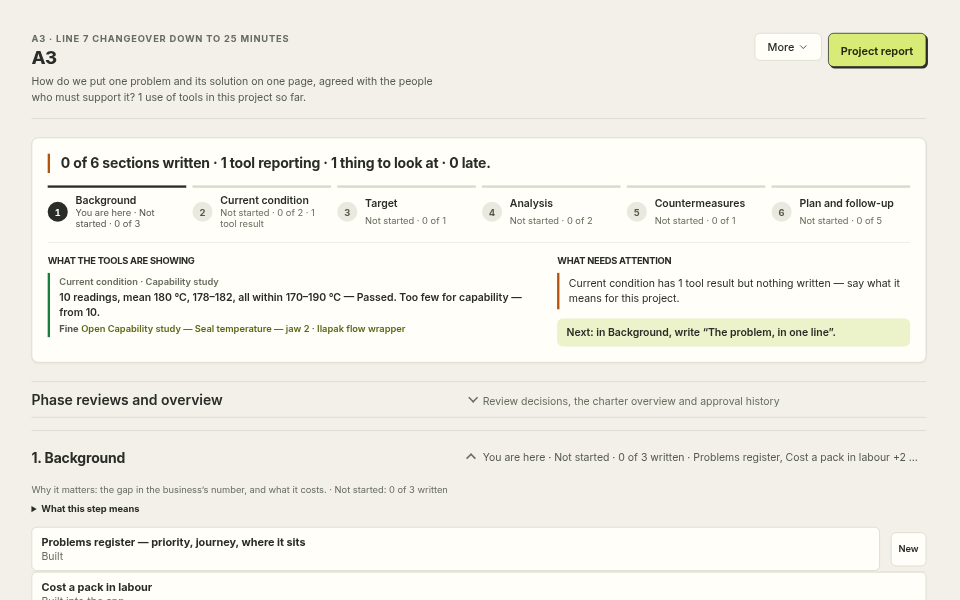 A3 · LINE 7 CHANGEOVER DOWN TO 25 MINUTES
A3
How do we put one problem and its solution on one page, agreed with the people
who must support it? 1 use of tools in this project so far.
More
Project report
0 of 6 sections written · 1 tool reporting · 1 thing to look at · 0 late.
1
Background
You are here · Not
started · 0 of 3
2
Current condition
Not started · 0 of 2 · 1
tool result
3
Target
Not started · 0 of 1
4
Analysis
Not started · 0 of 2
5
Countermeasures
Not started · 0 of 1
6
Plan and follow-up
Not started · 0 of 5
WHAT THE TOOLS ARE SHOWING
Current condition · Capability study
10 readings, mean 180 °C, 178–182, all within 170–190 °C — Passed. Too few for capability —
from 10.
Fine Open Capability study — Seal temperature — jaw 2 · Ilapak flow wrapper
WHAT NEEDS ATTENTION
Current condition has 1 tool result but nothing written — say what it
means for this project.
Next: in Background, write “The problem, in one line”.
Phase reviews and overview
Review decisions, the charter overview and approval history
1. Background
You are here · Not started · 0 of 3 written · Problems register, Cost a pack in labour +2 ...
Why it matters: the gap in the business's number, and what it costs. · Not started: 0 of 3 written
What this step means
Problems register — priority, journey, where it sits
Built
New
Cost a pack in labour
Built into the app